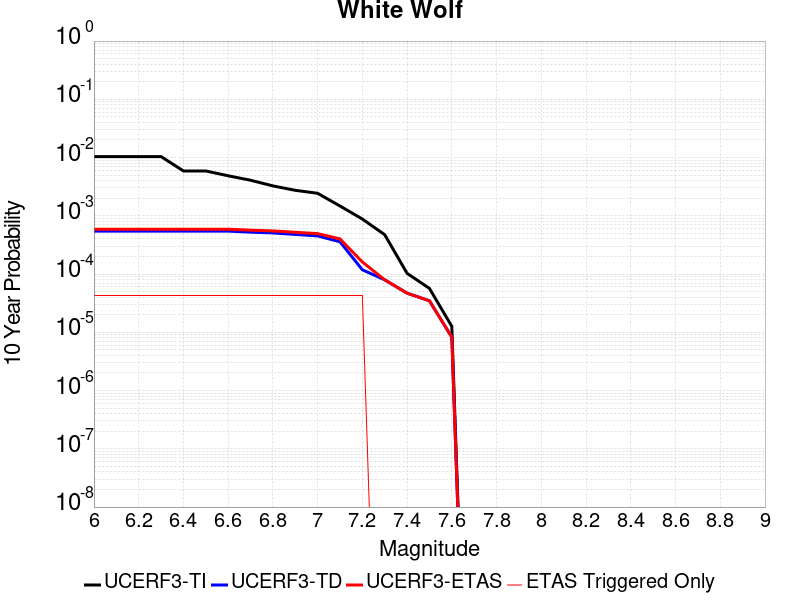 White Wolf
10^0
10^-1
10^-2
10^-3
10^-4
10^-5
10^-6
10^-7
10^-8
10 Year Probability
6 6.2 6.4 6.6 6.8 7 7.2 7.4 7.6 7.8 8 8.2 8.4 8.6 8.8 9
Magnitude
UCERF3-TI UCERF3-TD UCERF3-ETAS ETAS Triggered Only